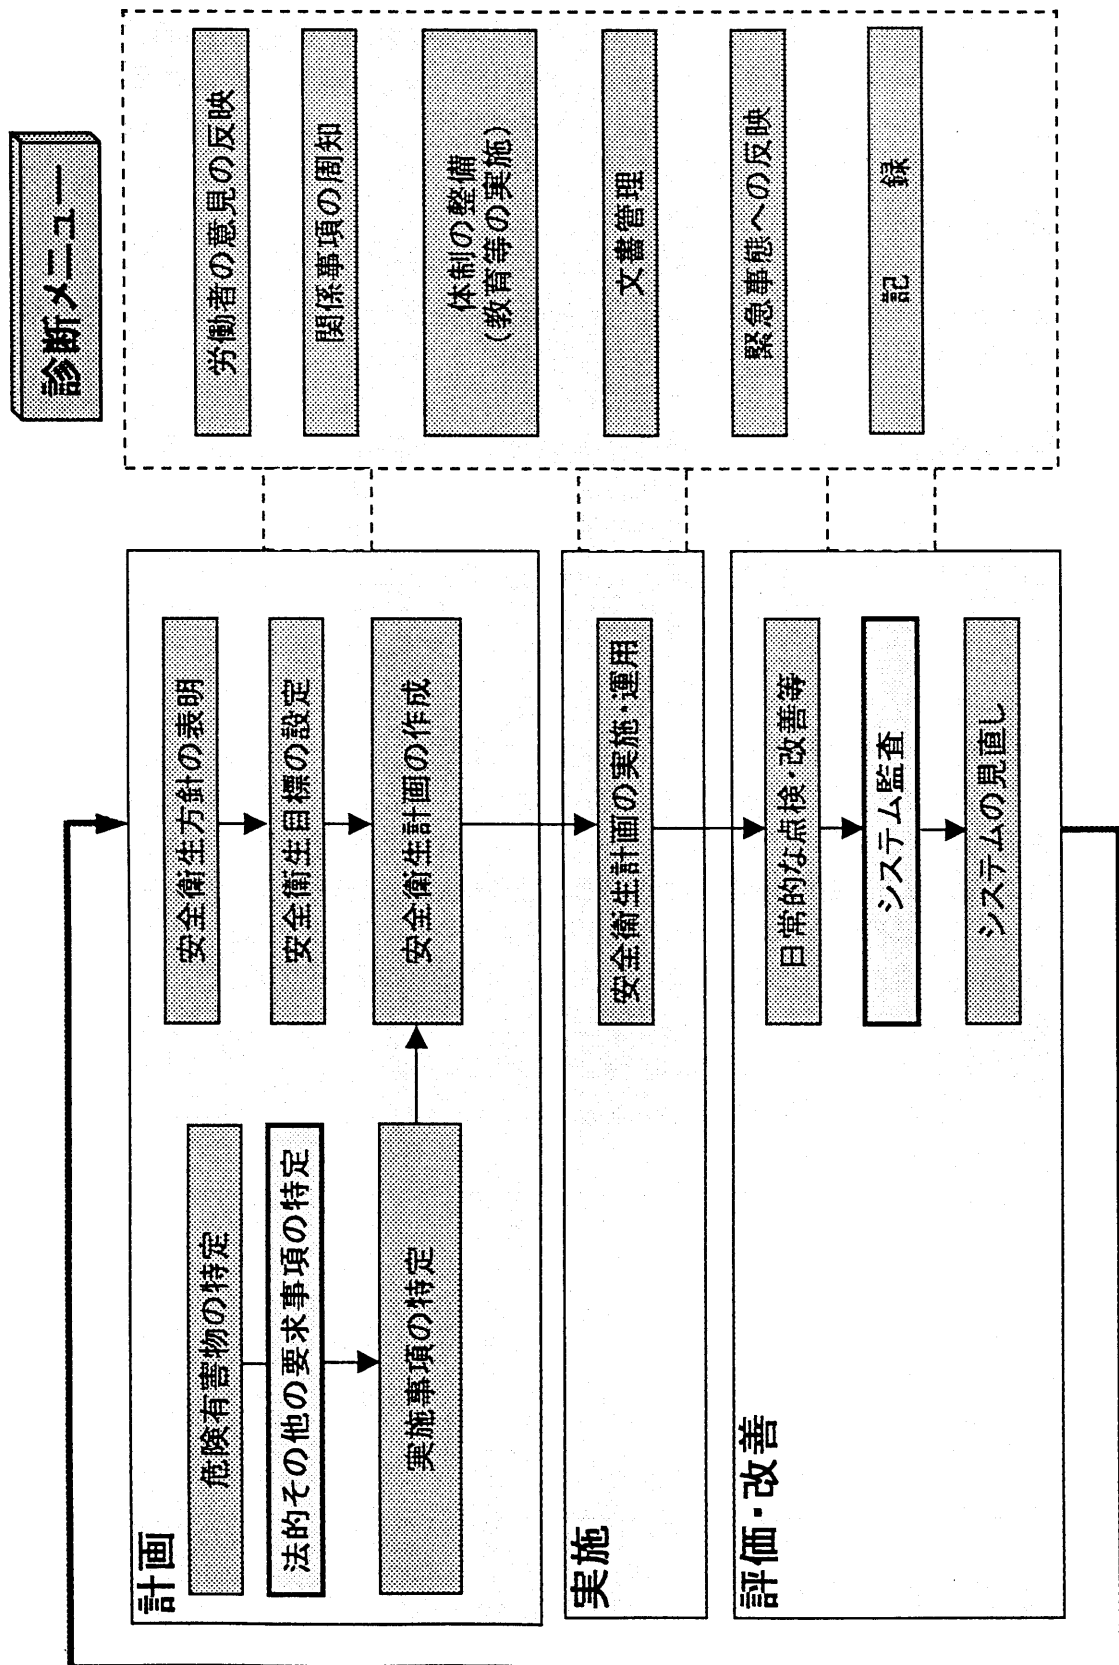 診断メニュー
計画
危険有害物の特定
法的その他の要求事項の特定
実施事項の特定
安全衛生方針の表明
安全衛生目標の設定
安全衛生計画の作成
実施
安全衛生計画の実施・運用
評価・改善
日常的な点検・改善等
システム監査
システムの見直し
労働者の意見の反映
関係事項の周知
体制の整備
(教育等の実施)
文書管理
緊急事態への反映
記録